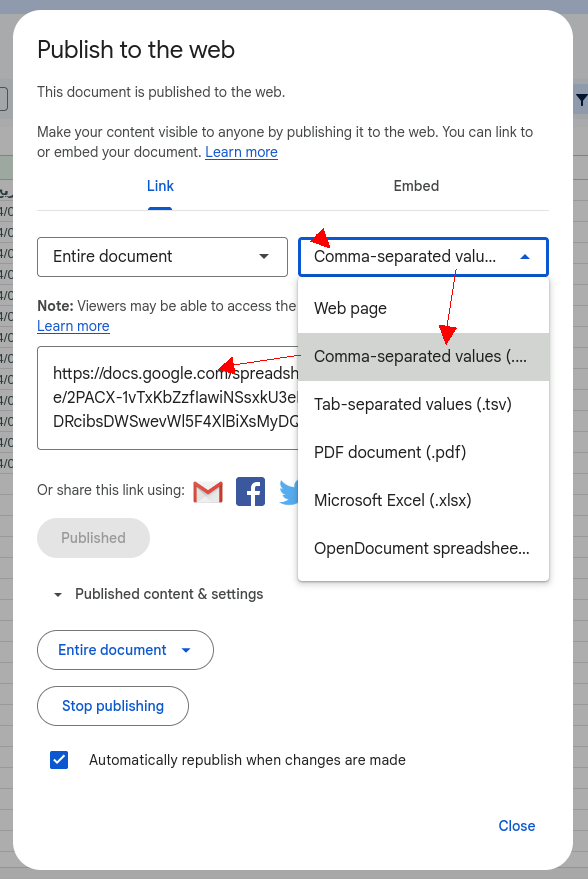 Publish to the web
This document is published to the web.
Make your content visible to anyone by publishing it to the web. You can link to
or embed your document. Learn more
Link
Embed
Entire document
Comma-separated valu...
Note: Viewers may be able to access the
Learn more
Web page
Comma-separated values (....
Tab-separated values (.tsv)
PDF document (.pdf)
Microsoft Excel (.xlsx)
OpenDocument spreadshee...
https://docs.google.com/spreadsh
e/2PACX-1vTxKbZzfIawiNSsxkU3e
DRcibsDWSwevWl5F4XlBiXsMyDQ
Or share this link using:
Published
Published content & settings
Entire document
Stop publishing
Automatically republish when changes are made
Close